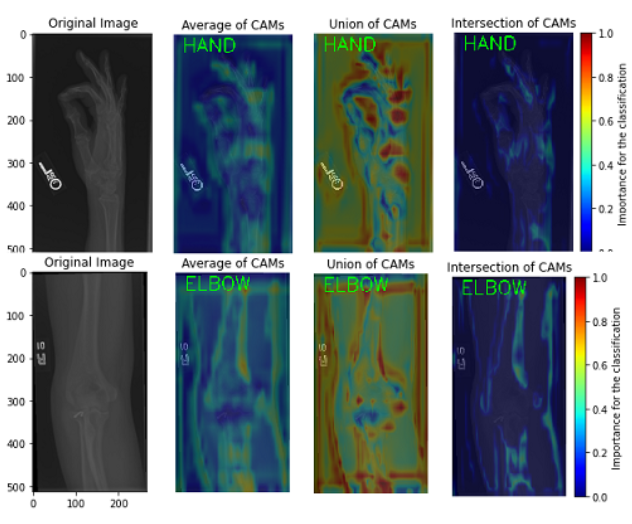 Original Image
Average of CAMs
Union of CAMs
Intersection of CAMs
HAND
HAND
HAND
0
100
200
300
400
500
1.0
0.8
0.6
0.4
0.2
0.0
Importance for the classification
Original Image
Average of CAMs
Union of CAMs
Intersection of CAMs
ELBOW
ELBOW
ELBOW
0
100
200
300
400
500
0
100
200
1.0
0.8
0.6
0.4
0.2
0.0
Importance for the classification